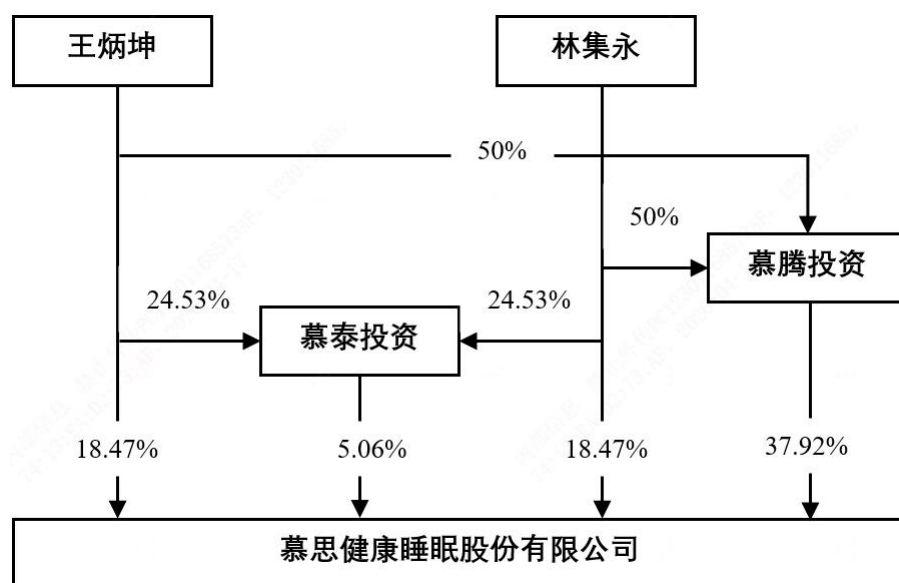 王炳坤 林集永
50%
50%
慕腾投资
24.53% 24.53%
慕泰投资
18.47% 5.06% 18.47% 37.92%
慕思健康睡眠股份有限公司